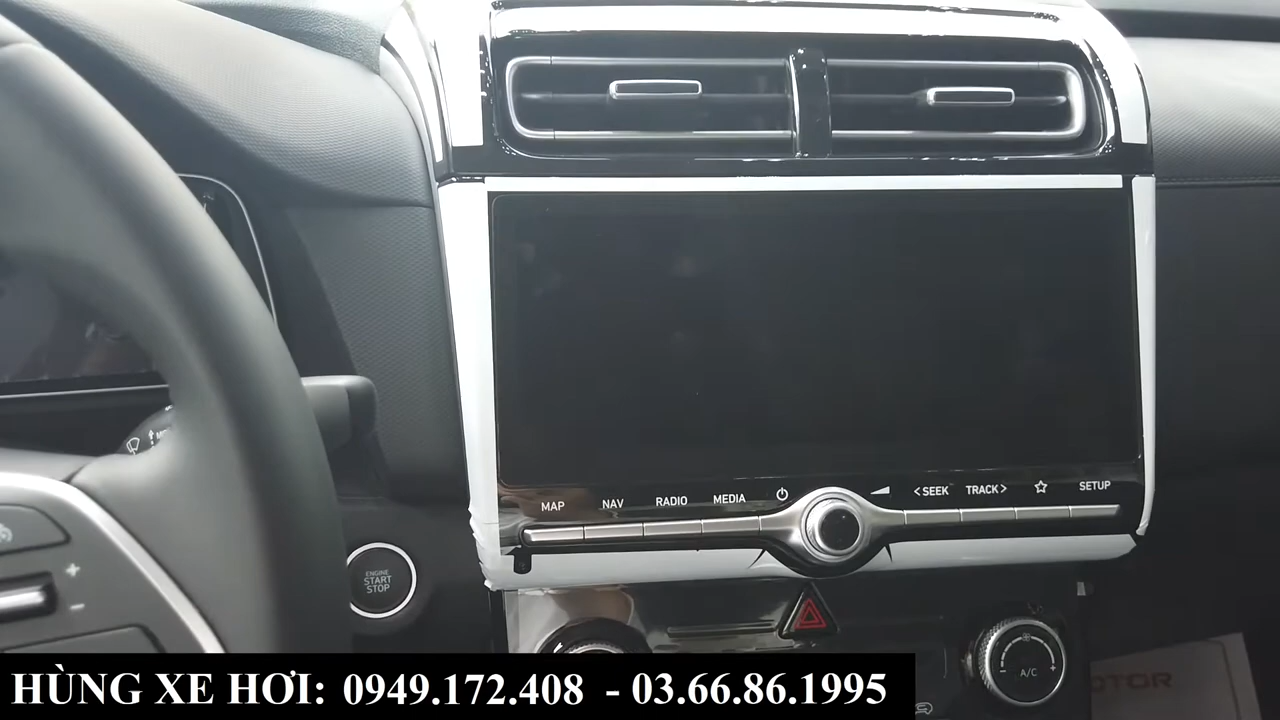 MAP NAV RADIO MEDIA < SEEK TRACK > SETUP
ENGINE
START
STOP
A/C
OTOR
HÙNG XE HƠI: 0949.172.408 - 03.66.86.1995